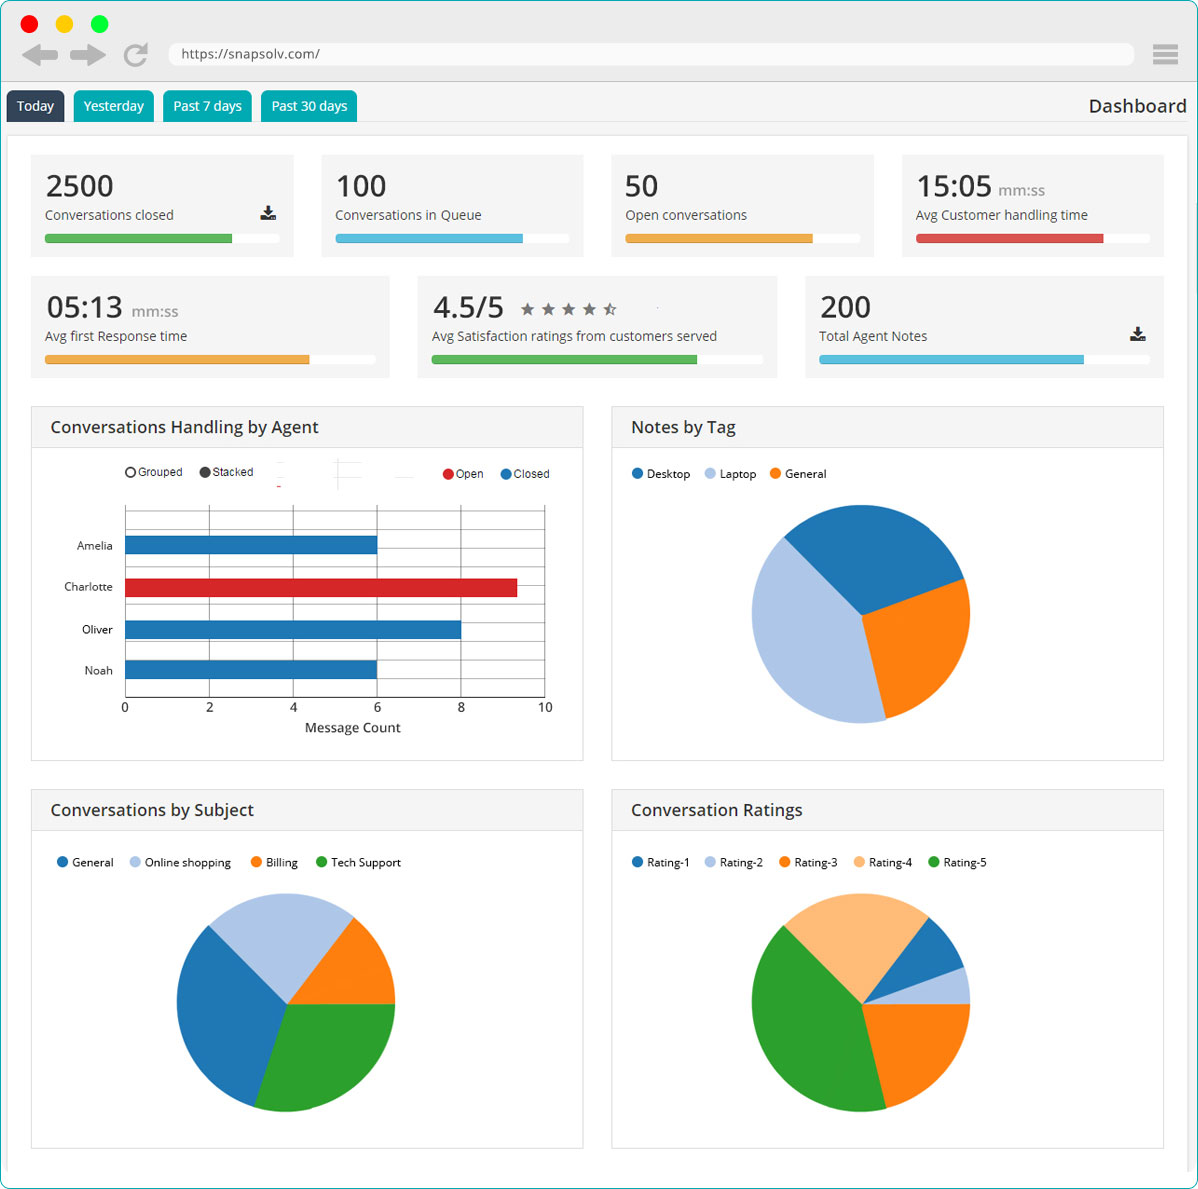 https://snapsolv.com/
Today Yesterday Past 7 days Past 30 days Dashboard
2500 100 50 15:05 mm:ss
Conversations closed Conversations in Queue Open conversations Avg Customer handling time
05:13 mm:ss 4.5/5 200
Avg first Response time Avg Satisfaction ratings from customers served Total Agent Notes
Conversations Handling by Agent
Grouped Stacked Open Closed
Amelia
Charlotte
Oliver
Noah
0 2 4 6 8 10
Message Count
Notes by Tag
Desktop Laptop General
Conversations by Subject
General Online shopping Billing Tech Support
Conversation Ratings
Rating-1 Rating-2 Rating-3 Rating-4 Rating-5